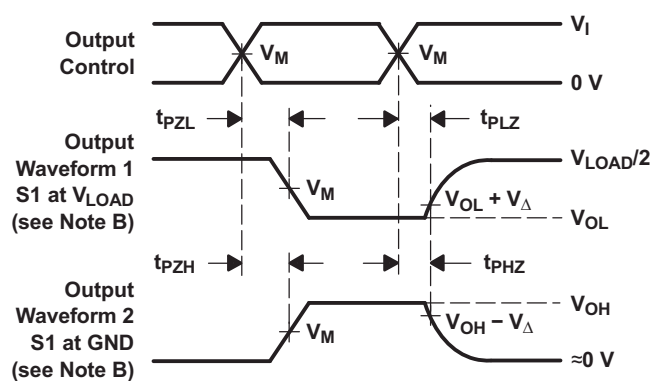 Output
Control
V_M
V_M
V_I
0 V
t_PZL
t_PLZ
Output
Waveform 1
S1 at V_LOAD
(see Note B)
V_M
V_OL + V_Δ
V_LOAD/2
V_OL
t_PZH
t_PHZ
Output
Waveform 2
S1 at GND
(see Note B)
V_M
V_OH − V_Δ
V_OH
≈0 V